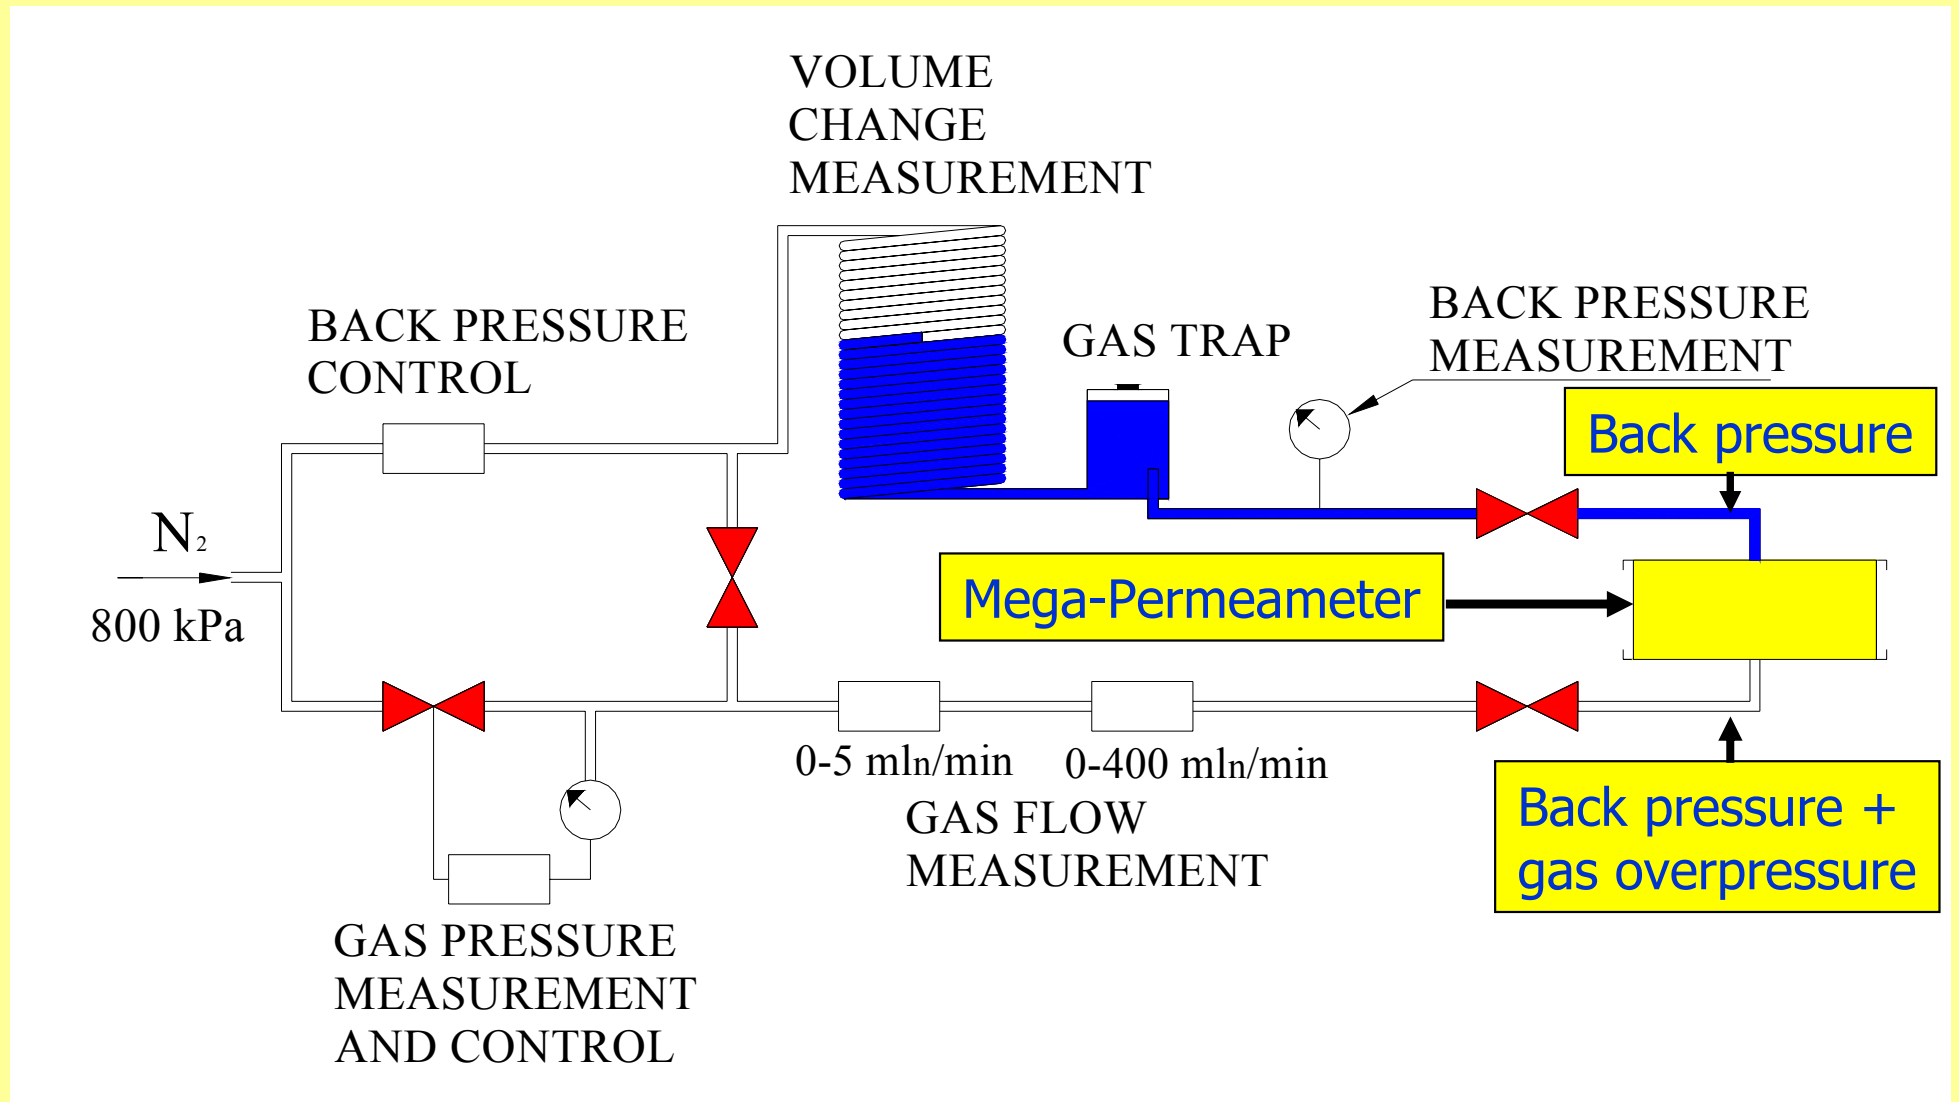 VOLUME
CHANGE
MEASUREMENT
BACK PRESSURE
CONTROL
GAS TRAP
BACK PRESSURE
MEASUREMENT
Back pressure
N₂
800 kPa
Mega-Permeameter
0-5 mln/min
0-400 mln/min
GAS FLOW
MEASUREMENT
Back pressure +
gas overpressure
GAS PRESSURE
MEASUREMENT
AND CONTROL